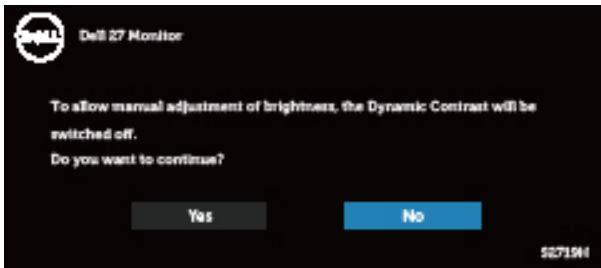 DELL
Dell 27 Monitor
To allow manual adjustment of brightness, the Dynamic Contrast will be
switched off.
Do you want to continue?
Yes
No
S2719H